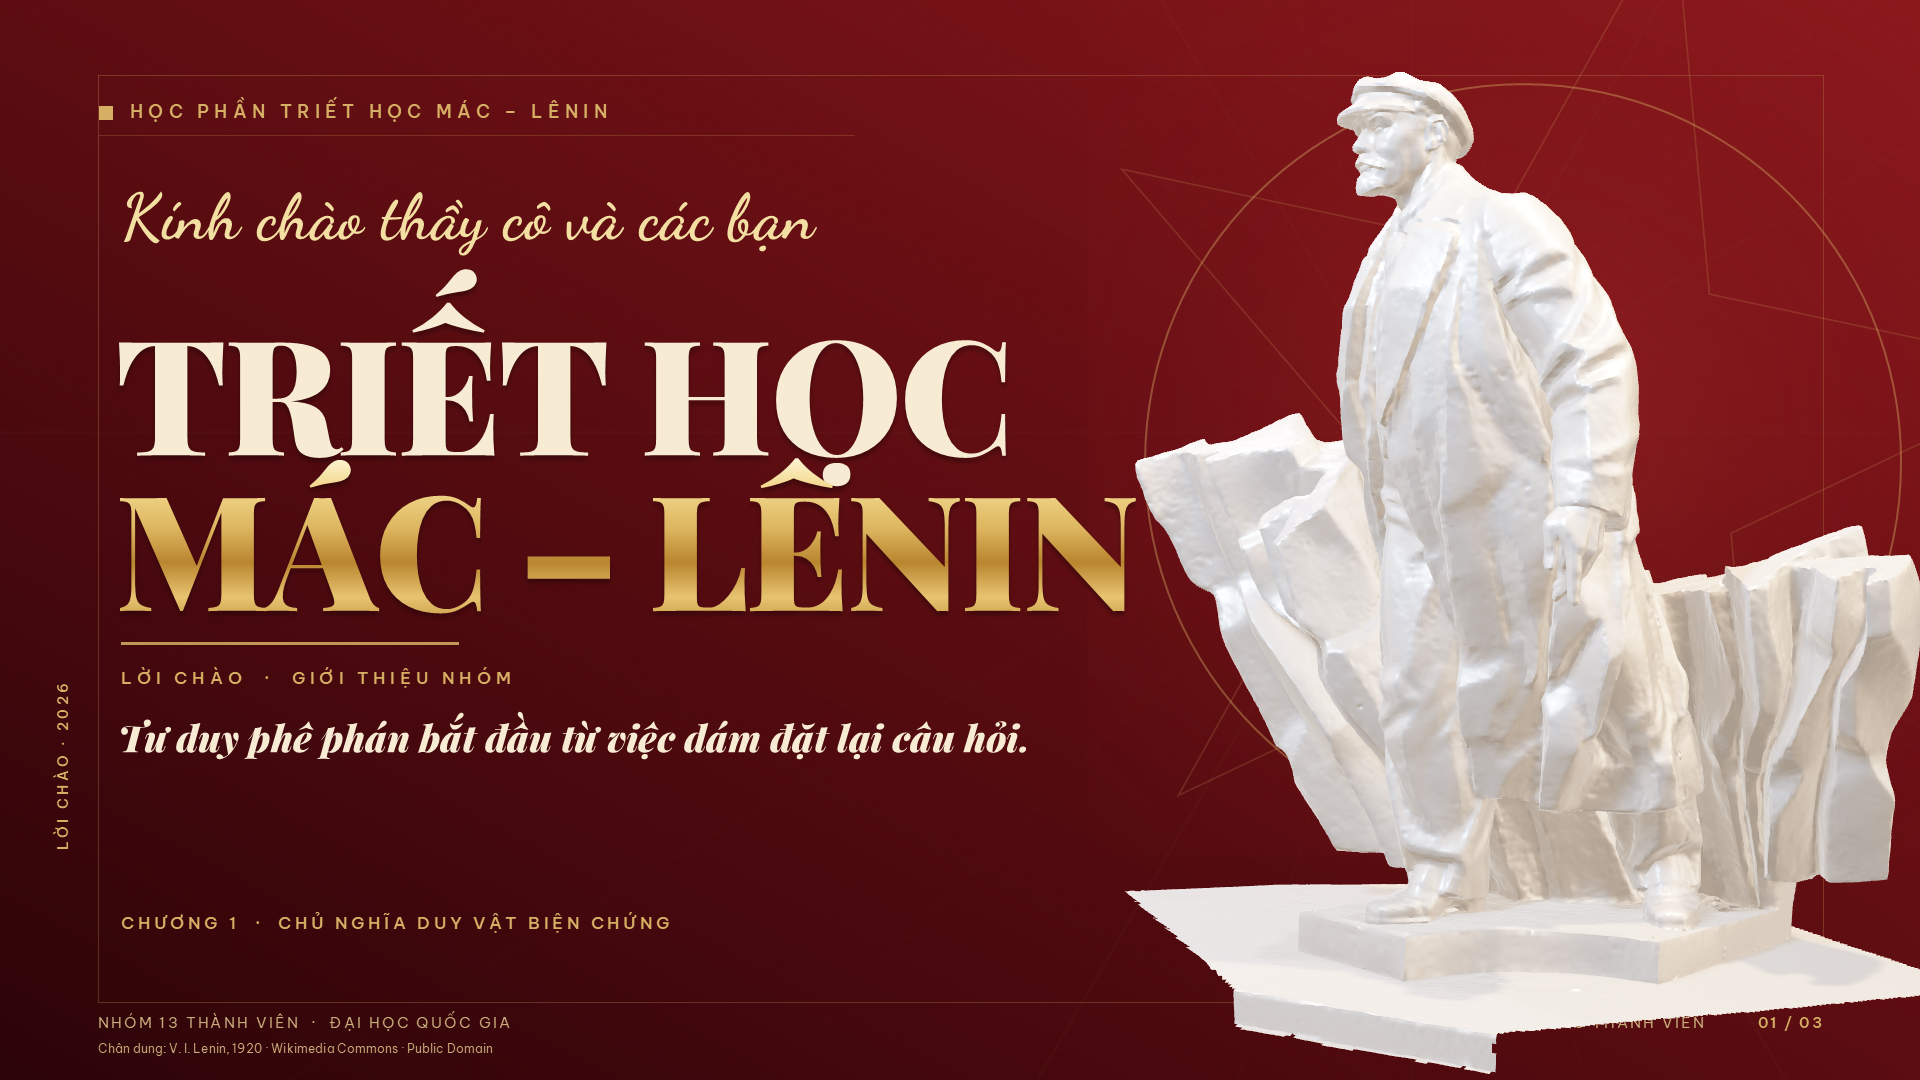 HỌC PHẦN TRIẾT HỌC MÁC – LÊNIN
Kính chào thầy cô và các bạn
TRIẾT HỌC
MÁC – LÊNIN
LỜI CHÀO · GIỚI THIỆU NHÓM
Tư duy phê phán bắt đầu từ việc dám đặt lại câu hỏi.
LỜI CHÀO · 2026
CHƯƠNG 1 · CHỦ NGHĨA DUY VẬT BIỆN CHỨNG
NHÓM 13 THÀNH VIÊN · ĐẠI HỌC QUỐC GIA
THÀNH VIÊN
01 / 03
Chân dung: V. I. Lenin, 1920 · Wikimedia Commons · Public Domain